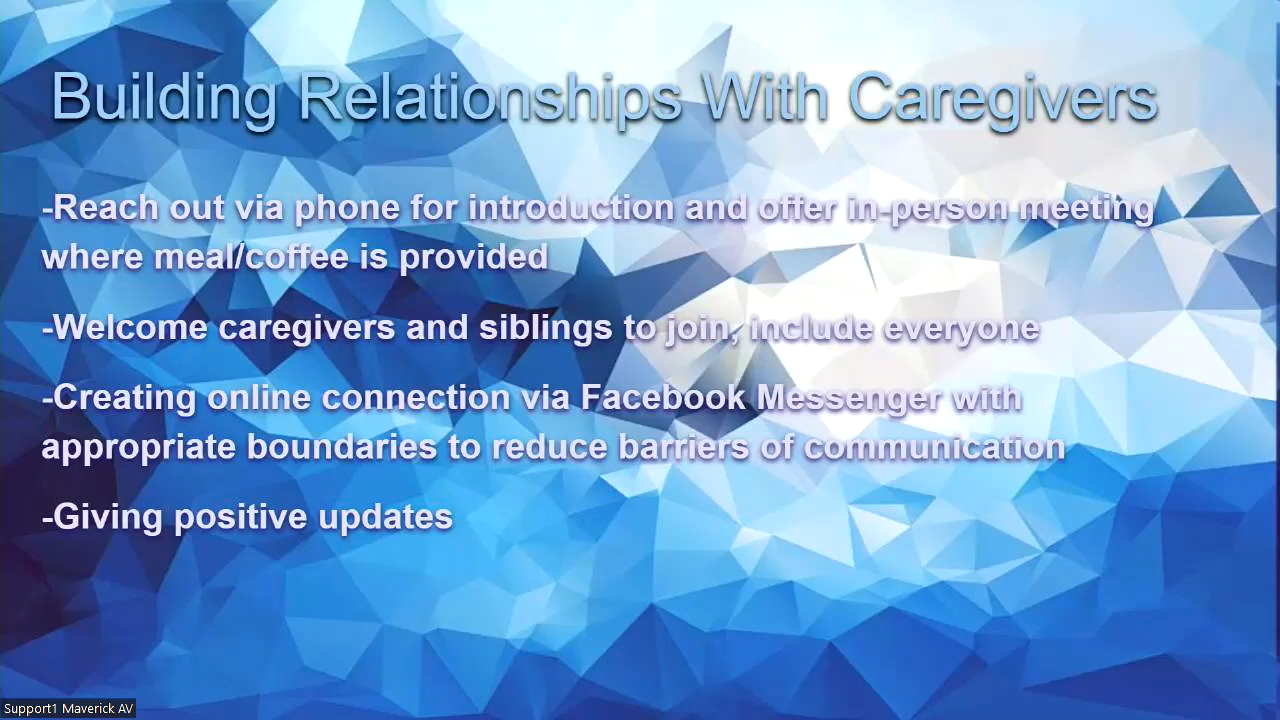 Building Relationships With Caregivers
-Reach out via phone for introduction and offer in-person meeting
where meal/coffee is provided
-Welcome caregivers and siblings to join, include everyone
-Creating online connection via Facebook Messenger with
appropriate boundaries to reduce barriers of communication
-Giving positive updates
Support1 Maverick AV